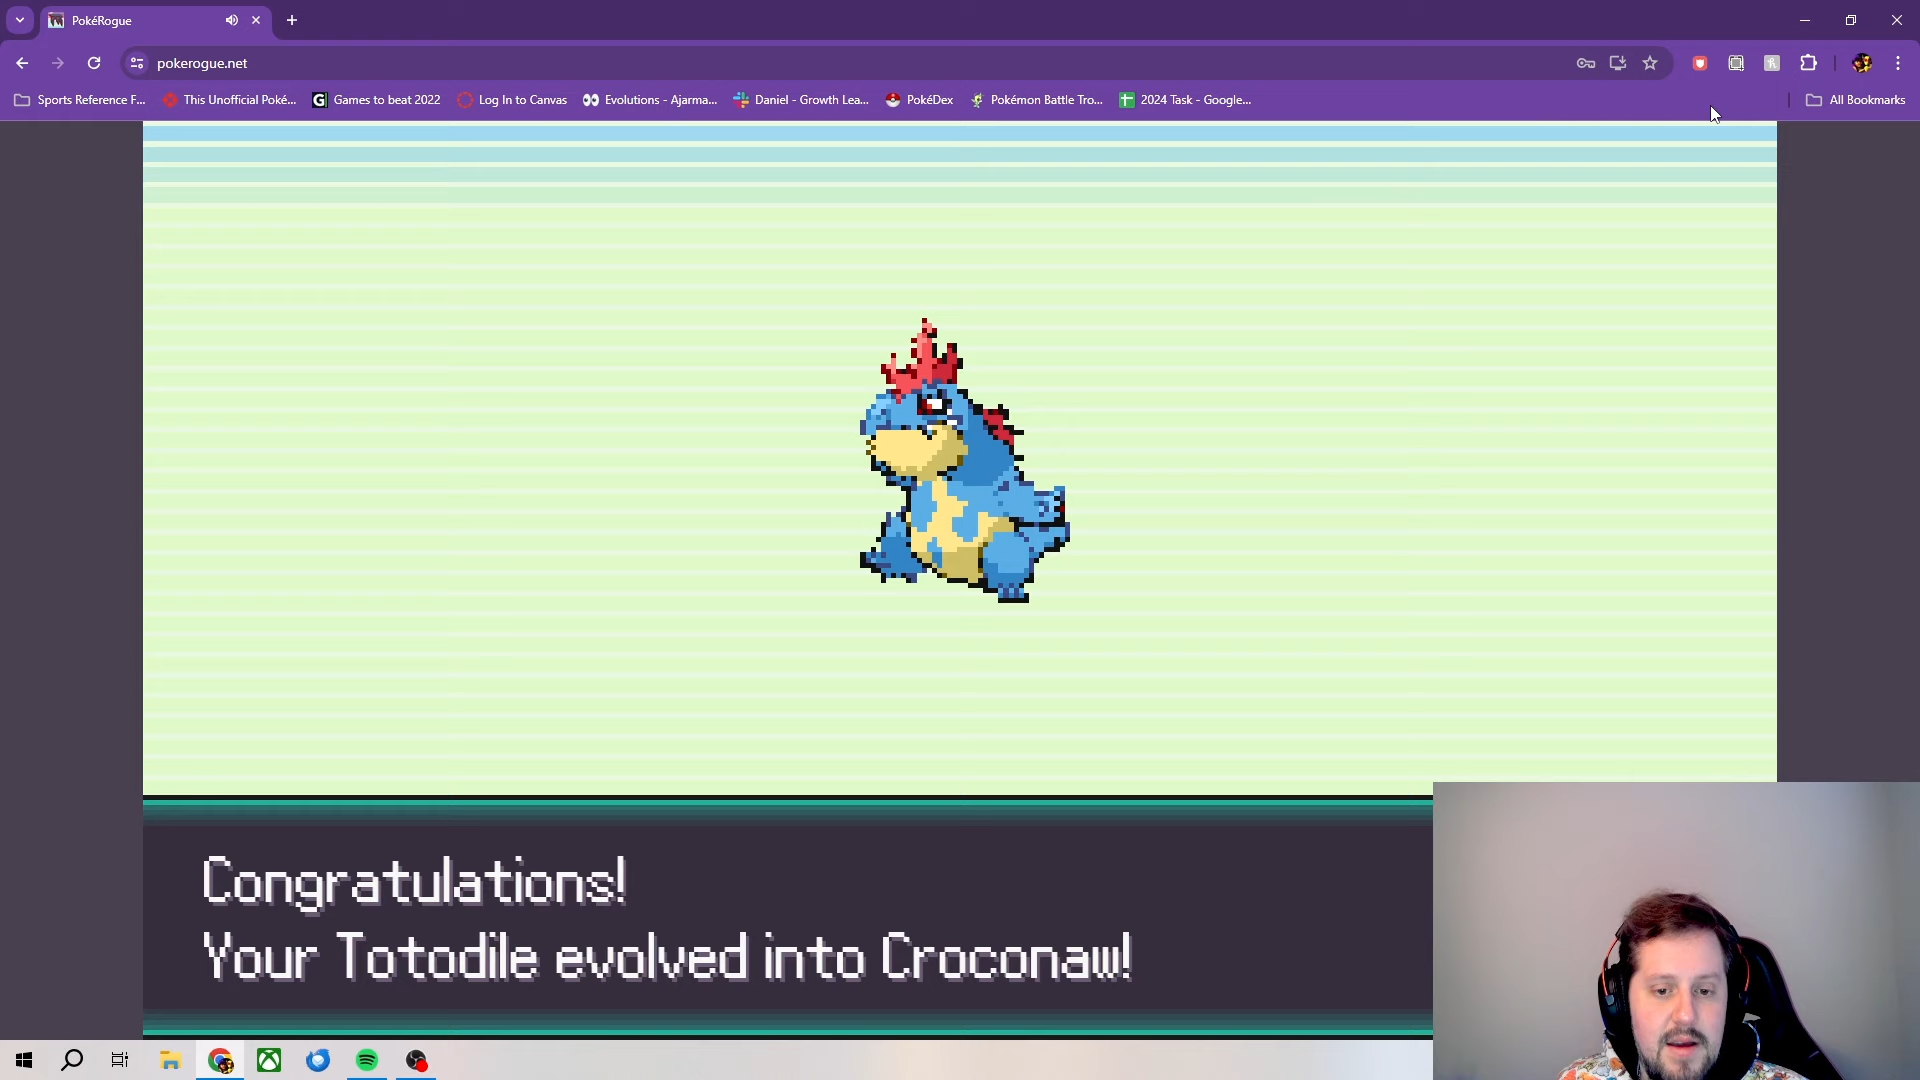 PokéRogue
pokerogue.net
Sports Reference F...
This Unofficial Poké...
Games to beat 2022
Log In to Canvas
Evolutions - Ajarma...
Daniel - Growth Lea...
PokéDex
Pokémon Battle Tro...
2024 Task - Google...
All Bookmarks
Congratulations!
Your Totodile evolved into Croconaw!